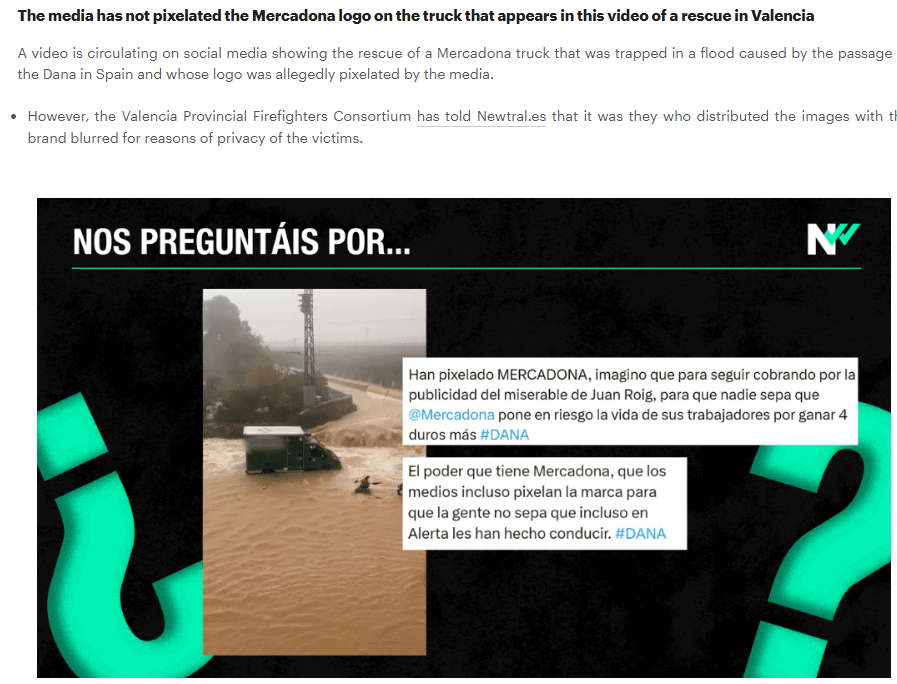 The media has not pixelated the Mercadona logo on the truck that appears in this video of a rescue in Valencia
A video is circulating on social media showing the rescue of a Mercadona truck that was trapped in a flood caused by the passage
the Dana in Spain and whose logo was allegedly pixelated by the media.
• However, the Valencia Provincial Firefighters Consortium has told Newtral.es that it was they who distributed the images with
brand blurred for reasons of privacy of the victims.
NOS PREGUNTÁIS POR...
N
Han pixelado MERCADONA, imagino que para seguir cobrando por la
publicidad del miserable de Juan Roig, para que nadie sepa que
@Mercadona pone en riesgo la vida de sus trabajadores por ganar 4
duros más #DANA
El poder que tiene Mercadona, que los
medios incluso pixelan la marca para
que la gente no sepa que incluso en
Alerta les han hecho conducir. #DANA